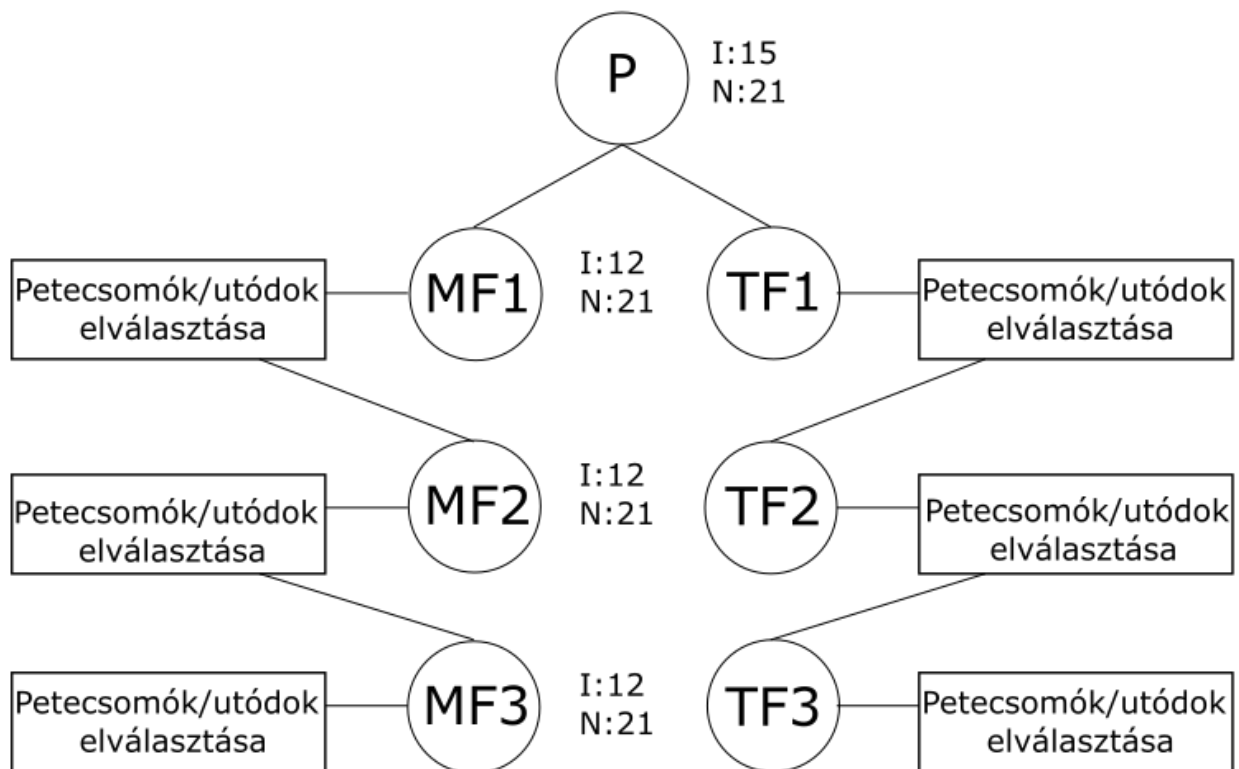 P
I:15
N:21
MF1
I:12
N:21
TF1
Petecsomók/utódok
elválasztása
Petecsomók/utódok
elválasztása
MF2
I:12
N:21
TF2
Petecsomók/utódok
elválasztása
Petecsomók/utódok
elválasztása
MF3
I:12
N:21
TF3
Petecsomók/utódok
elválasztása
Petecsomók/utódok
elválasztása